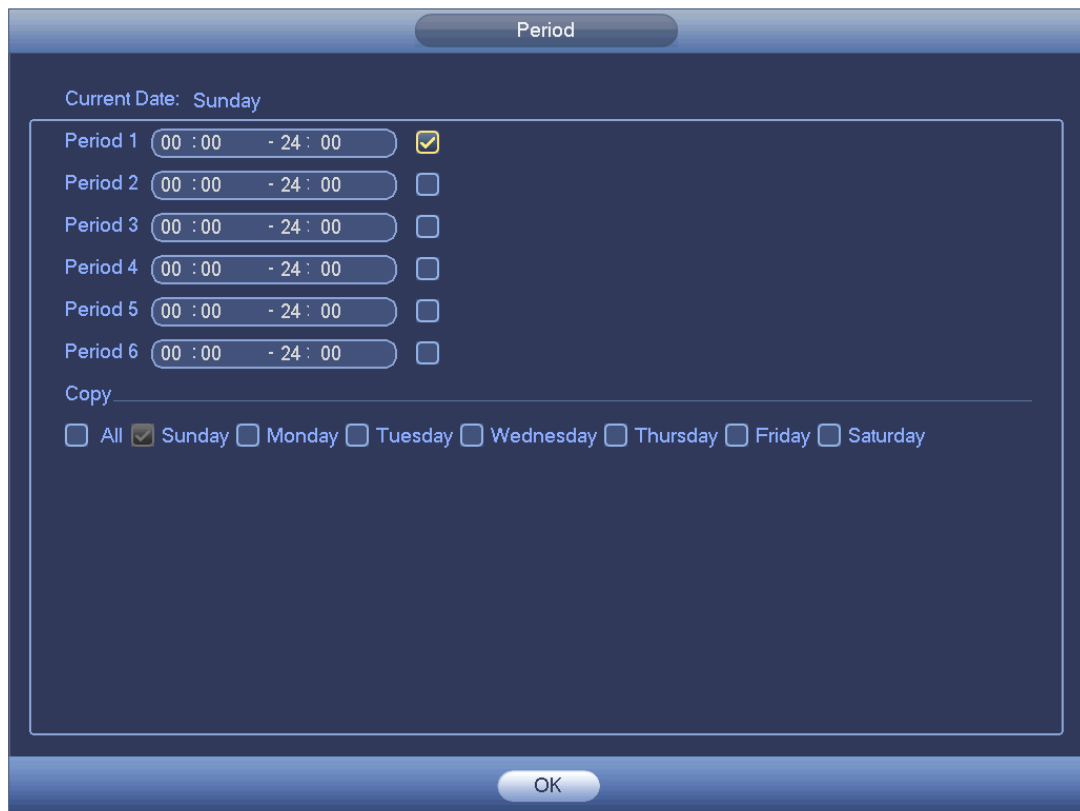 Period
Current Date: Sunday
Period 1 00 :00 - 24 : 00
Period 2 00 :00 - 24 : 00
Period 3 00 :00 - 24 : 00
Period 4 00 :00 - 24 : 00
Period 5 00 :00 - 24 : 00
Period 6 00 :00 - 24 : 00
Copy
All Sunday Monday Tuesday Wednesday Thursday Friday Saturday
OK